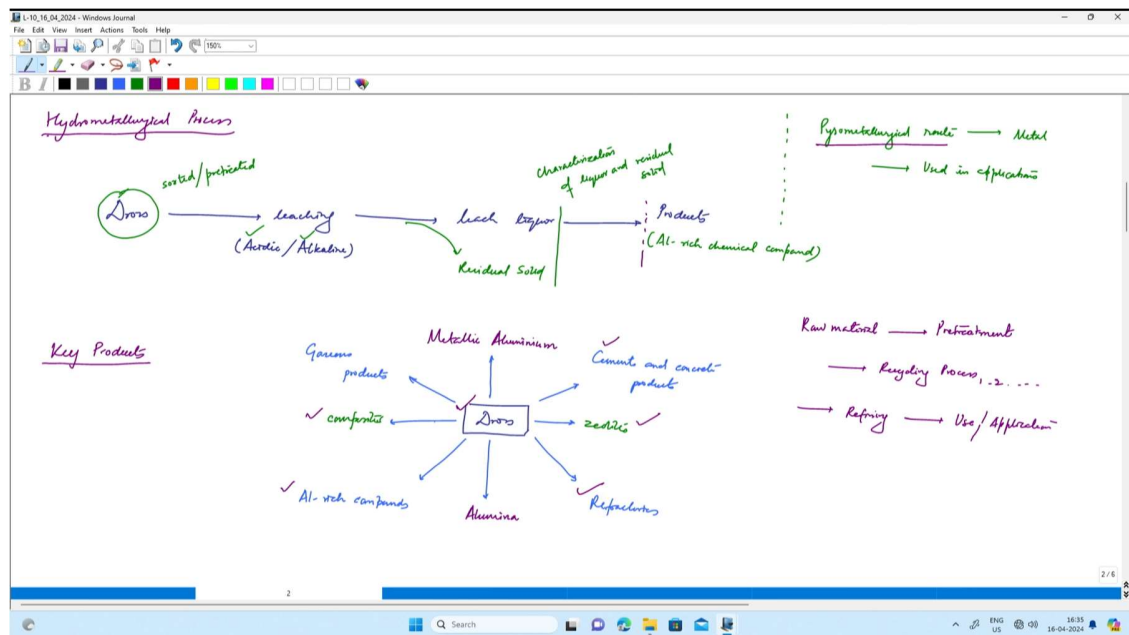 L-10_16_04_2024 - Windows Journal
File Edit View Insert Actions Tools Help
150%
B I
Hydrometallurgical Process
sorted/pretreated
Dross
leaching
(Acidic/Alkaline)
leach liquor
Residual Solid
characterization
of liquor and residual
solid
Products
(Al-rich chemical compound)
Pyrometallurgical route → Metal
→ Used in applications
Key Products
Metallic Aluminium
Gaseous
products
Cements and concrete
products
composites
Dross
zeolites
Al-rich compounds
Alumina
Refractories
Raw material → Pretreatment
→ Recycling Process 1, 2 ....
→ Refining → Use/Application
2/6
2
Search
ENG
US
16:35
16-04-2024